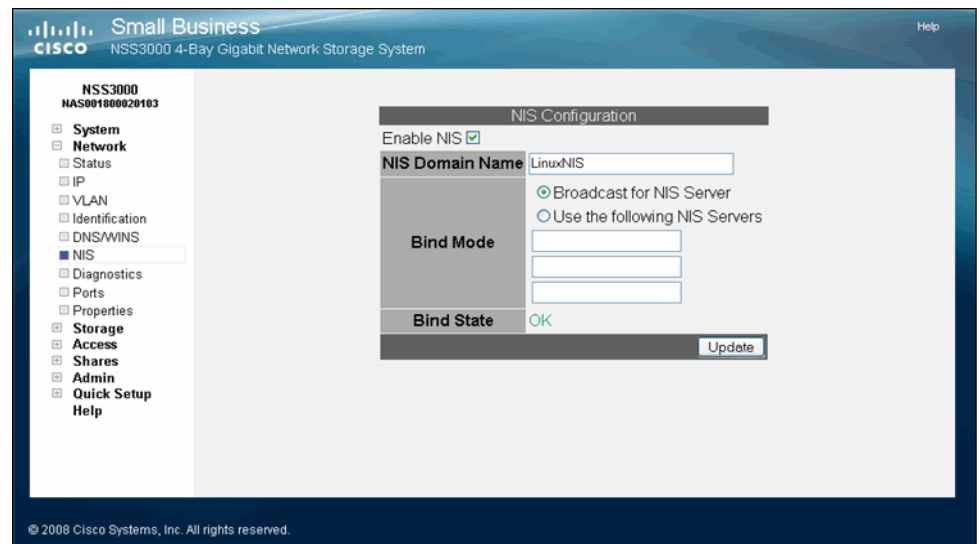 Small Business
Help
CISCO
NSS3000 4-Bay Gigabit Network Storage System
NSS3000
NAS001800020103
System
Network
Status
IP
VLAN
Identification
DNS/WINS
NIS
Diagnostics
Ports
Properties
Storage
Access
Shares
Admin
Quick Setup
Help
NIS Configuration
Enable NIS
NIS Domain Name LinuxNIS
Bind Mode
Broadcast for NIS Server
Use the following NIS Servers
Bind State OK
Update
© 2008 Cisco Systems, Inc. All rights reserved.